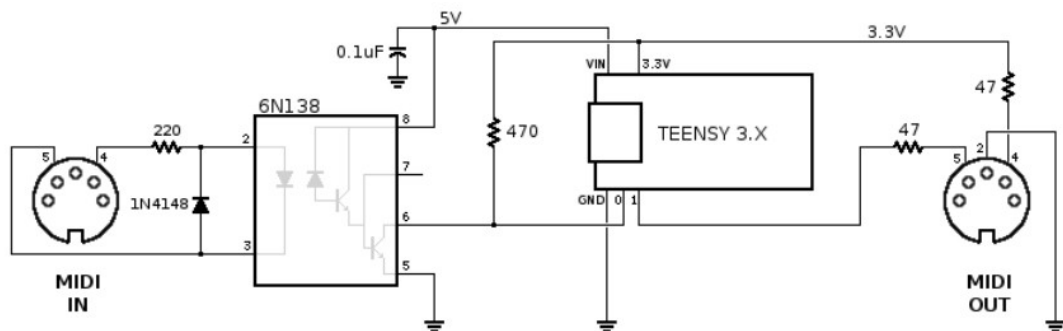 5V
3.3V
0.1uF
VIN
3.3V
47
6N138
8
220
470
TEENSY 3.X
47
5
4
2
7
5
2
4
1N4148
6
GND
0
1
3
5
MIDI
IN
MIDI
OUT